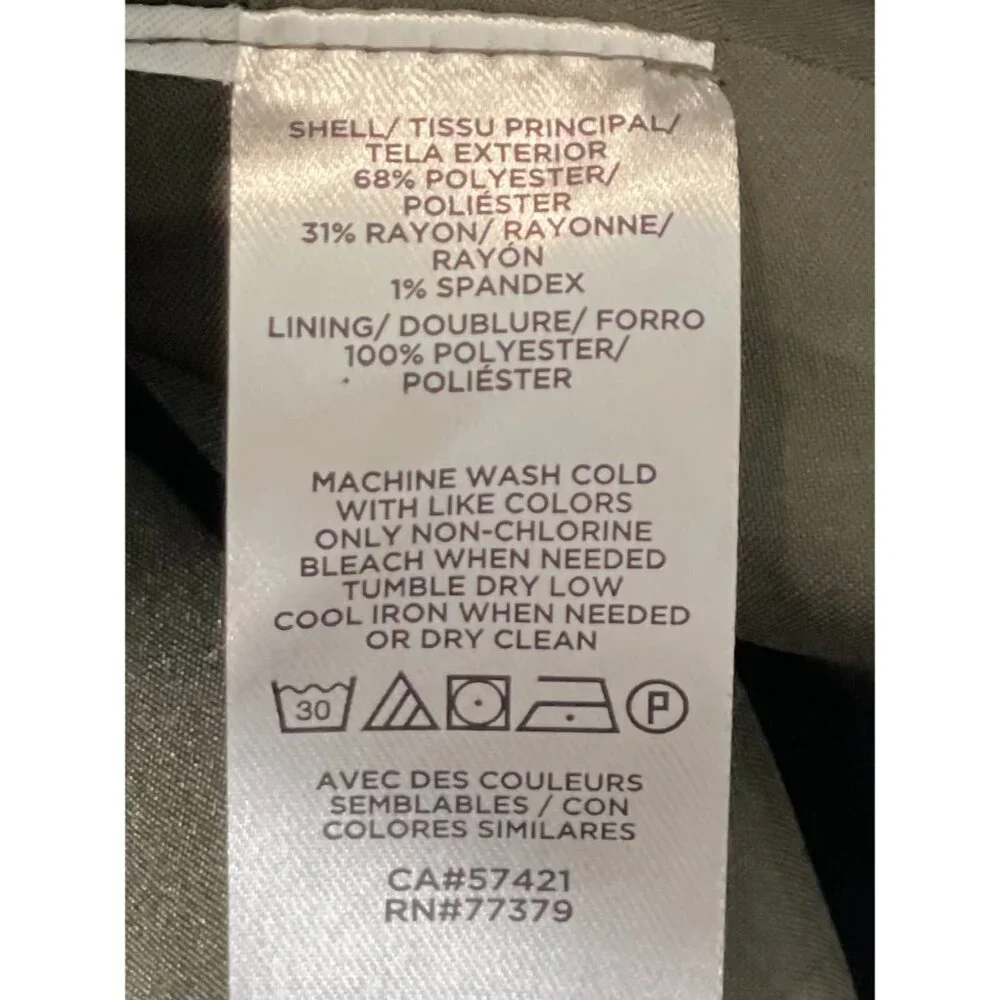 SHELL/ TISSU PRINCIPAL/
TELA EXTERIOR
68% POLYESTER/
POLIÉSTER
31% RAYON/ RAYONNE/
RAYÓN
1% SPANDEX
LINING/ DOUBLURE/ FORRO
100% POLYESTER/
POLIÉSTER
MACHINE WASH COLD
WITH LIKE COLORS
ONLY NON-CHLORINE
BLEACH WHEN NEEDED
TUMBLE DRY LOW
COOL IRON WHEN NEEDED
OR DRY CLEAN
30 P
AVEC DES COULEURS
SEMBLABLES / CON
COLORES SIMILARES
CA#57421
RN#77379